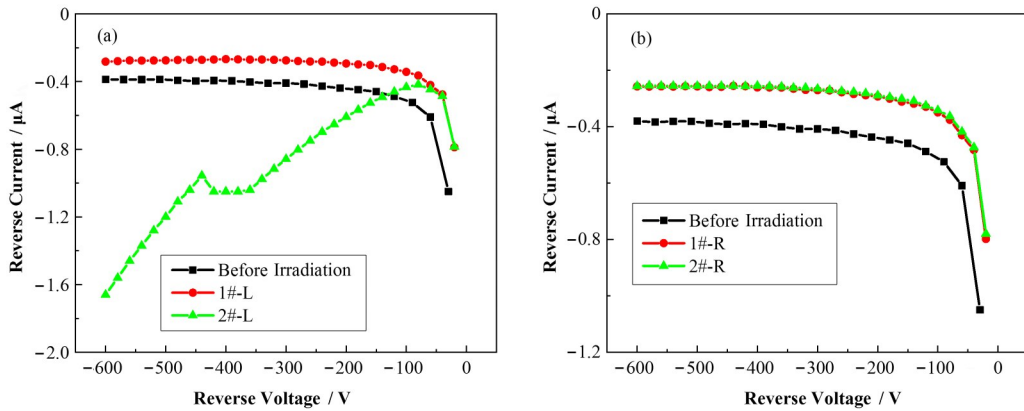 (a)
0
−0.4
−0.8
−1.2
−1.6
−2.0
Reverse Current / μA
Before Irradiation
1#-L
2#-L
−600 −500 −400 −300 −200 −100 0
Reverse Voltage / V
(b)
0
−0.4
−0.8
−1.2
Reverse Current / μA
Before Irradiation
1#-R
2#-R
−600 −500 −400 −300 −200 −100 0
Reverse Voltage / V